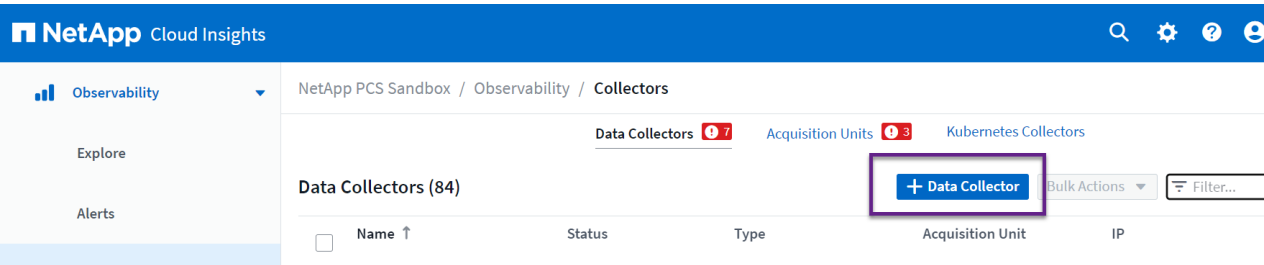 NetApp Cloud Insights
Observability
NetApp PCS Sandbox / Observability / Collectors
Data Collectors 7 Acquisition Units 3 Kubernetes Collectors
Explore
Data Collectors (84) + Data Collector Bulk Actions Filter...
Alerts
Name ↑ Status Type Acquisition Unit IP